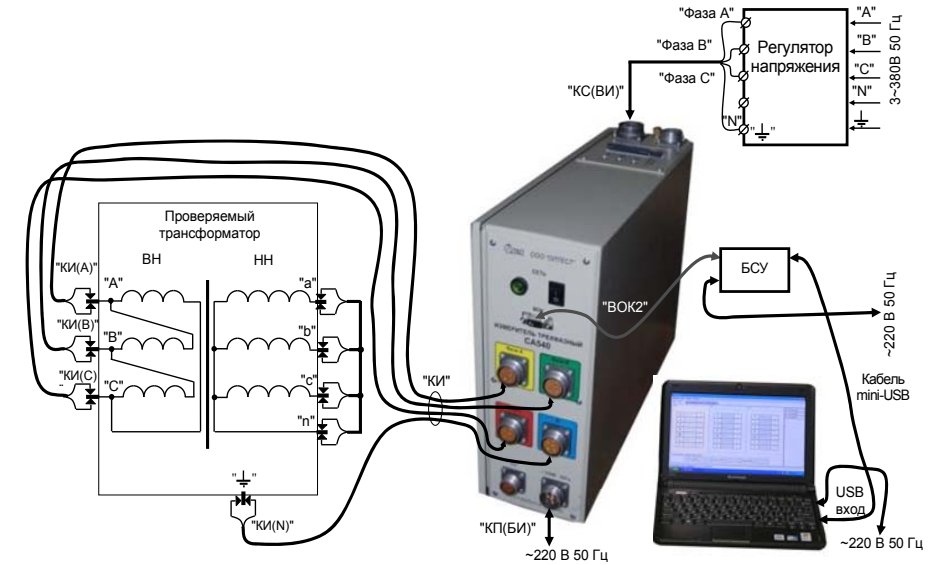 "Фаза A"
"Фаза B"
"Фаза C"
"N"
"КС(ВИ)"
Регулятор
напряжения
"A"
"B"
"C"
"N"
3~380В 50 Гц
Проверяемый
трансформатор
ВН
НН
"КИ(A)"
"A"
"a"
"КИ(B)"
"B"
"b"
"КИ(C)
"C"
"c"
"n"
"КИ(N)"
"КИ"
ООО "ОЛТЕСТ"
СЕТЬ
ИЗМЕРИТЕЛЬ ТРЕХФАЗНЫЙ
СА540
"ВОК2"
БСУ
~220 В 50 Гц
Кабель
mini-USB
USB
вход
~220 В 50 Гц
"КП(БИ)"
~220 В 50 Гц